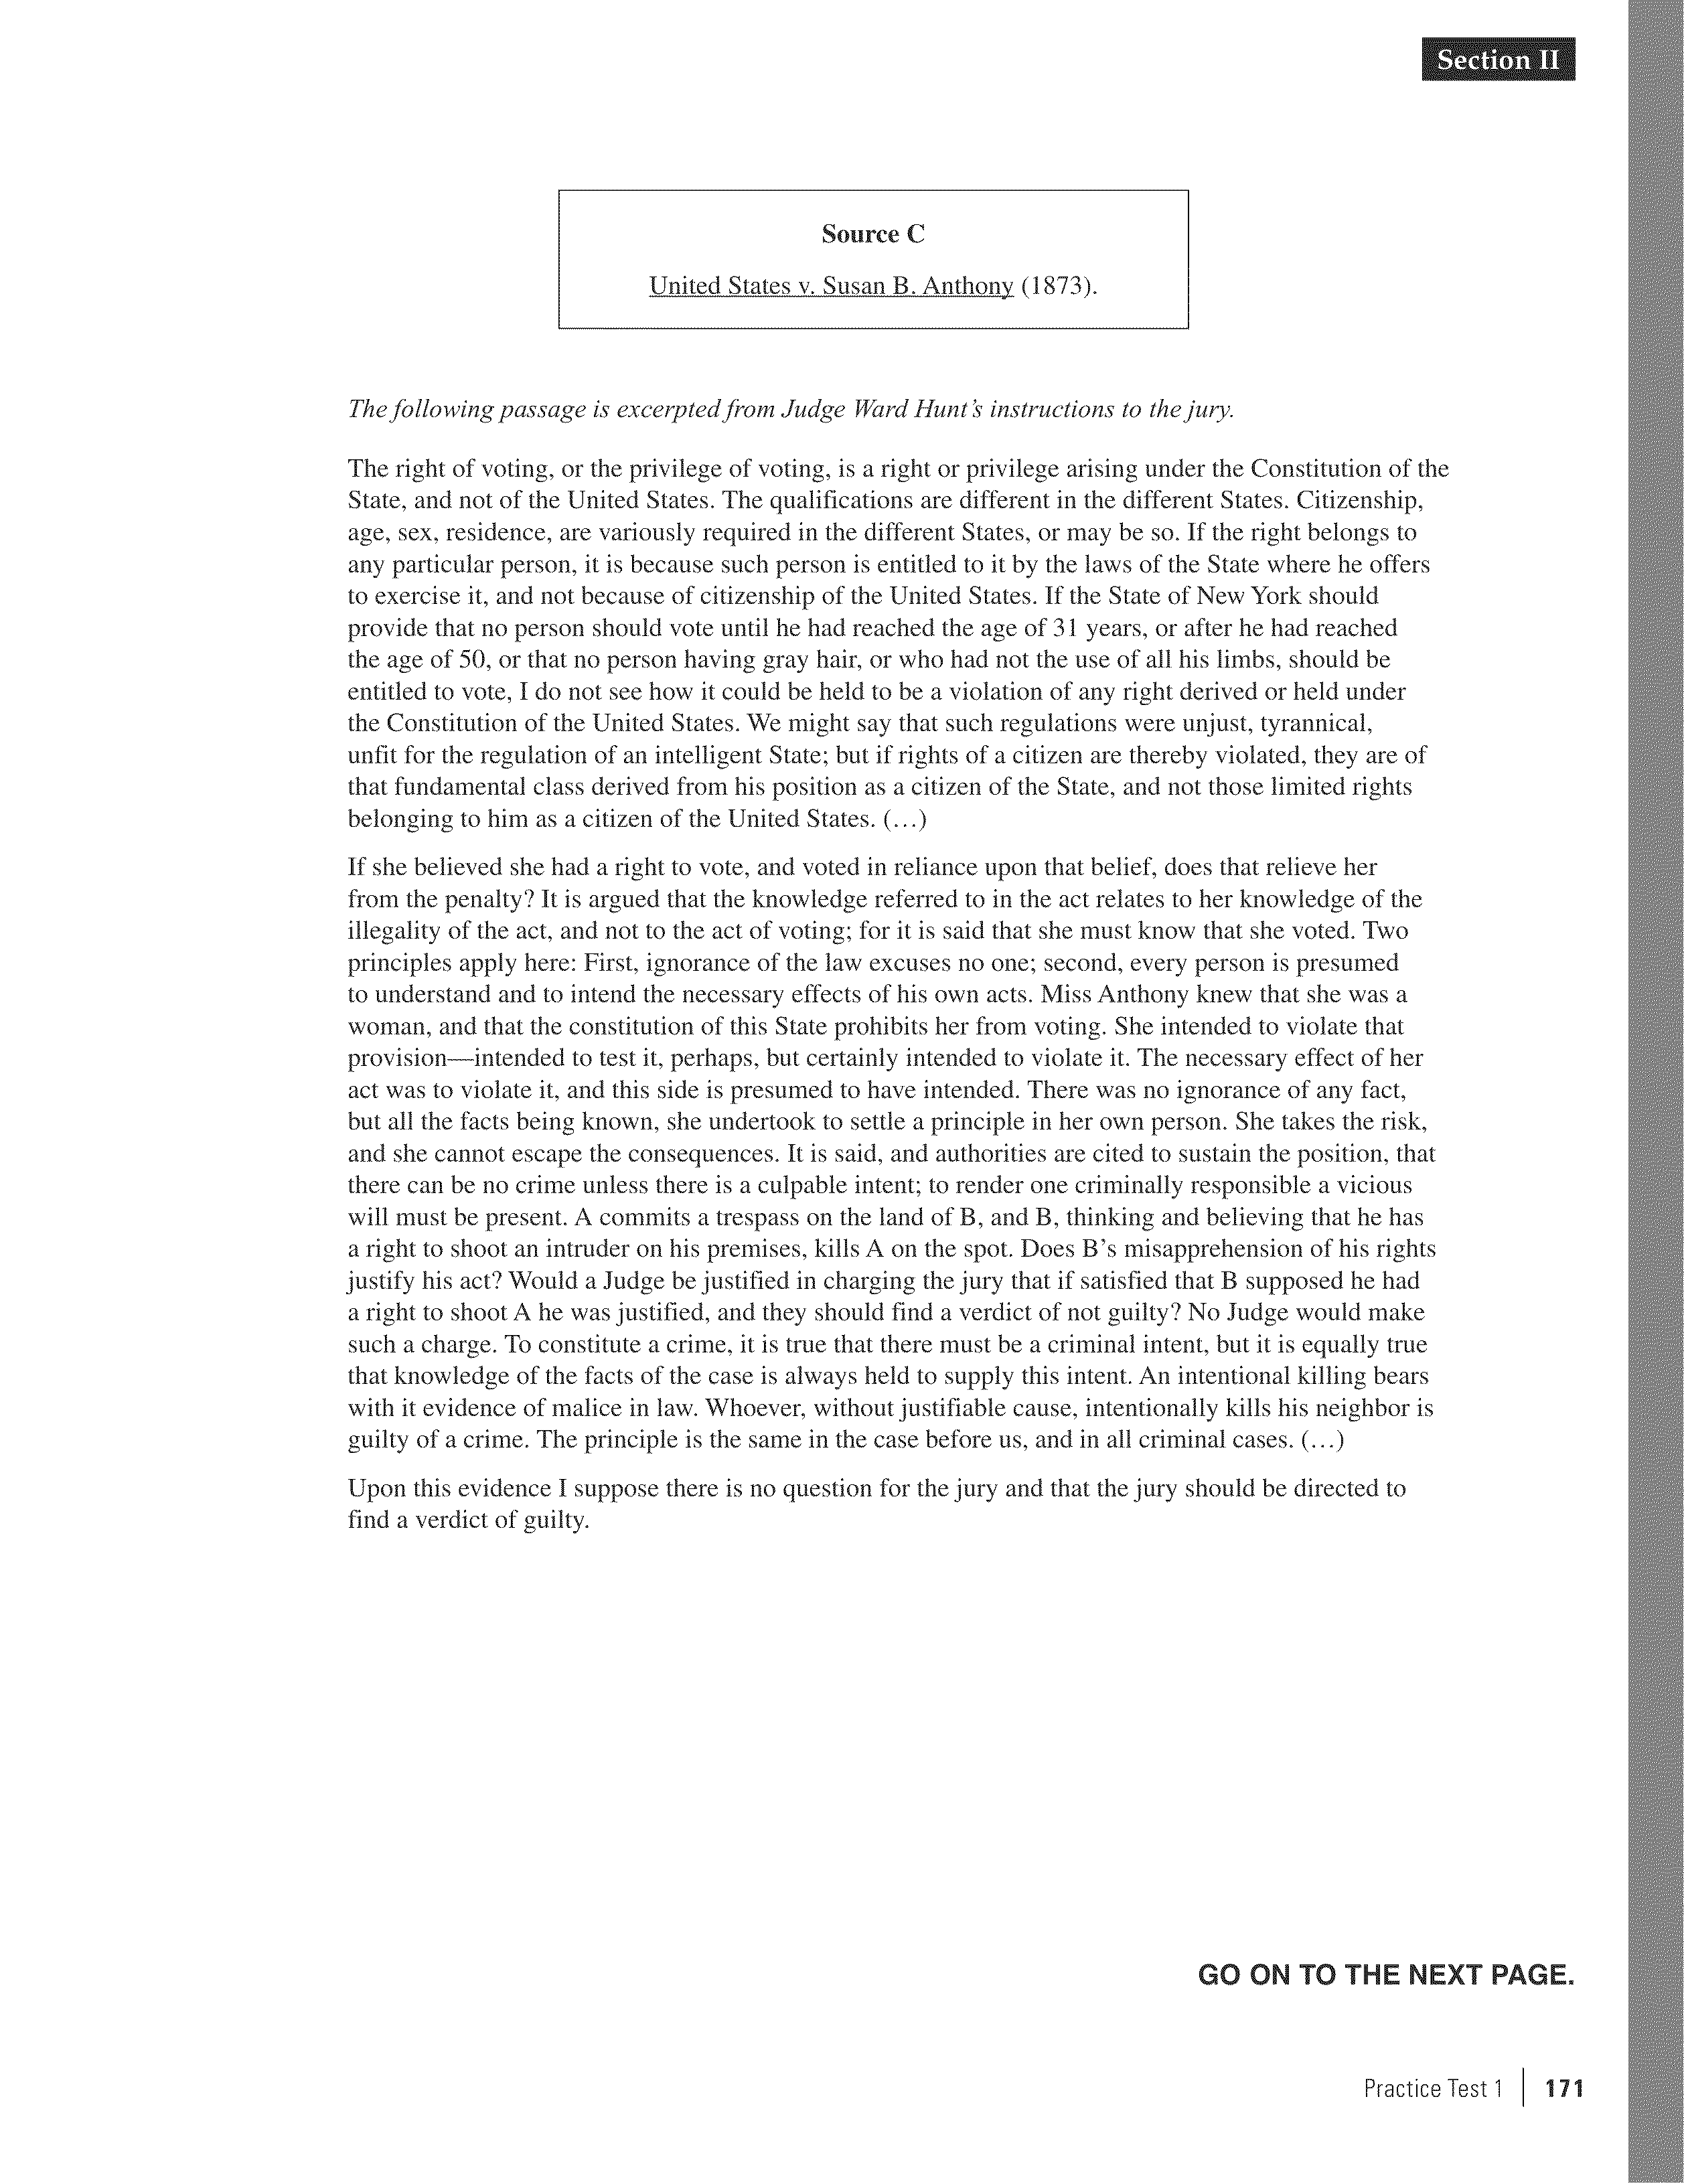 Section II
Source C
United States v. Susan B. Anthony (1873).
The following passage is excerpted from Judge Ward Hunt's instructions to the jury.
The right of voting, or the privilege of voting, is a right or privilege arising under the Constitution of the
State, and not of the United States. The qualifications are different in the different States. Citizenship,
age, sex, residence, are variously required in the different States, or may be so. If the right belongs to
any particular person, it is because such person is entitled to it by the laws of the State where he offers
to exercise it, and not because of citizenship of the United States. If the State of New York should
provide that no person should vote until he had reached the age of 31 years, or after he had reached
the age of 50, or that no person having gray hair, or who had not the use of all his limbs, should be
entitled to vote, I do not see how it could be held to be a violation of any right derived or held under
the Constitution of the United States. We might say that such regulations were unjust, tyrannical,
unfit for the regulation of an intelligent State; but if rights of a citizen are thereby violated, they are of
that fundamental class derived from his position as a citizen of the State, and not those limited rights
belonging to him as a citizen of the United States. (...)
If she believed she had a right to vote, and voted in reliance upon that belief, does that relieve her
from the penalty? It is argued that the knowledge referred to in the act relates to her knowledge of the
illegality of the act, and not to the act of voting; for it is said that she must know that she voted. Two
principles apply here: First, ignorance of the law excuses no one; second, every person is presumed
to understand and to intend the necessary effects of his own acts. Miss Anthony knew that she was a
woman, and that the constitution of this State prohibits her from voting. She intended to violate that
provision—intended to test it, perhaps, but certainly intended to violate it. The necessary effect of her
act was to violate it, and this side is presumed to have intended. There was no ignorance of any fact,
but all the facts being known, she undertook to settle a principle in her own person. She takes the risk,
and she cannot escape the consequences. It is said, and authorities are cited to sustain the position, that
there can be no crime unless there is a culpable intent; to render one criminally responsible a vicious
will must be present. A commits a trespass on the land of B, and B, thinking and believing that he has
a right to shoot an intruder on his premises, kills A on the spot. Does B's misapprehension of his rights
justify his act? Would a Judge be justified in charging the jury that if satisfied that B supposed he had
a right to shoot A he was justified, and they should find a verdict of not guilty? No Judge would make
such a charge. To constitute a crime, it is true that there must be a criminal intent, but it is equally true
that knowledge of the facts of the case is always held to supply this intent. An intentional killing bears
with it evidence of malice in law. Whoever, without justifiable cause, intentionally kills his neighbor is
guilty of a crime. The principle is the same in the case before us, and in all criminal cases. (...)
Upon this evidence I suppose there is no question for the jury and that the jury should be directed to
find a verdict of guilty.
GO ON TO THE NEXT PAGE.
Practice Test 1 | 171